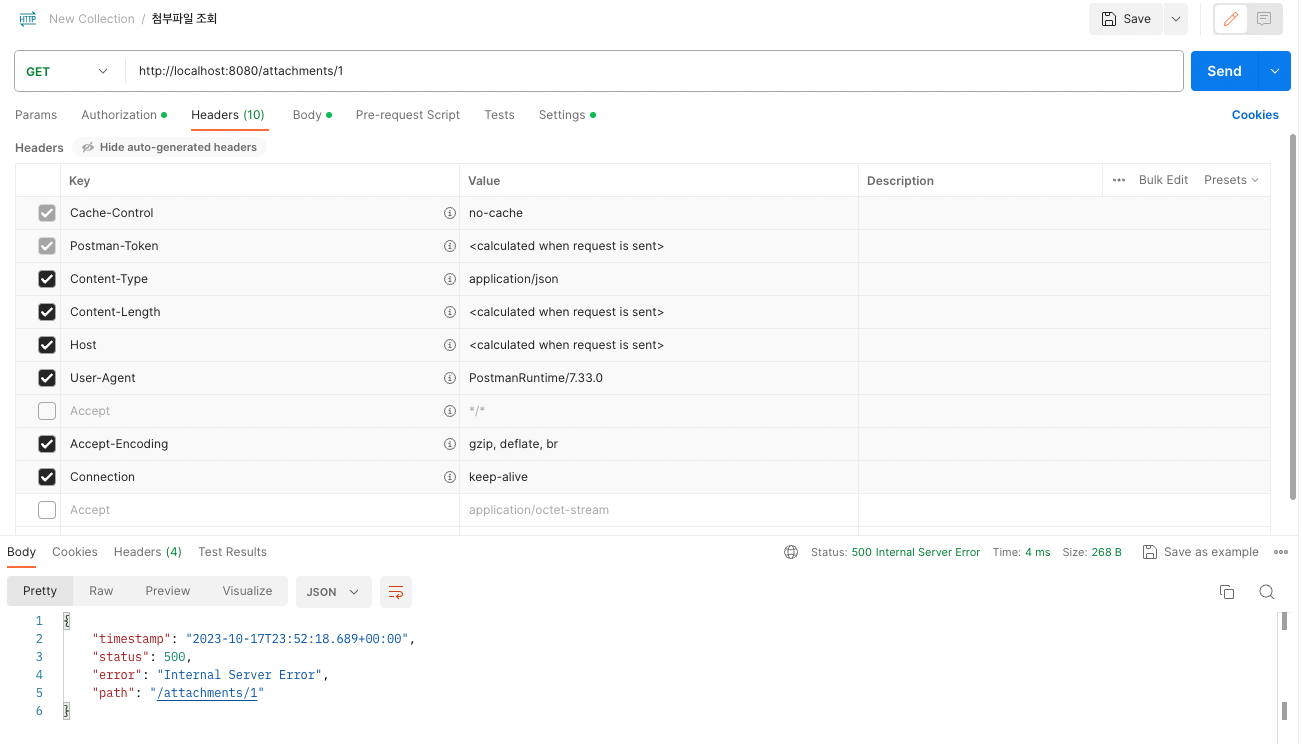 HTTP New Collection / 첨부파일 조회 Save
GET http://localhost:8080/attachments/1 Send
Params Authorization Headers (10) Body Pre-request Script Tests Settings Cookies
Headers Hide auto-generated headers
Key Value Description ••• Bulk Edit Presets
Cache-Control no-cache
Postman-Token <calculated when request is sent>
Content-Type application/json
Content-Length <calculated when request is sent>
Host <calculated when request is sent>
User-Agent PostmanRuntime/7.33.0
Accept */*
Accept-Encoding gzip, deflate, br
Connection keep-alive
Accept application/octet-stream
Body Cookies Headers (4) Test Results Status: 500 Internal Server Error Time: 4 ms Size: 268 B Save as example •••
Pretty Raw Preview Visualize JSON
1 {
2 "timestamp": "2023-10-17T23:52:18.689+00:00",
3 "status": 500,
4 "error": "Internal Server Error",
5 "path": "/attachments/1"
6 }